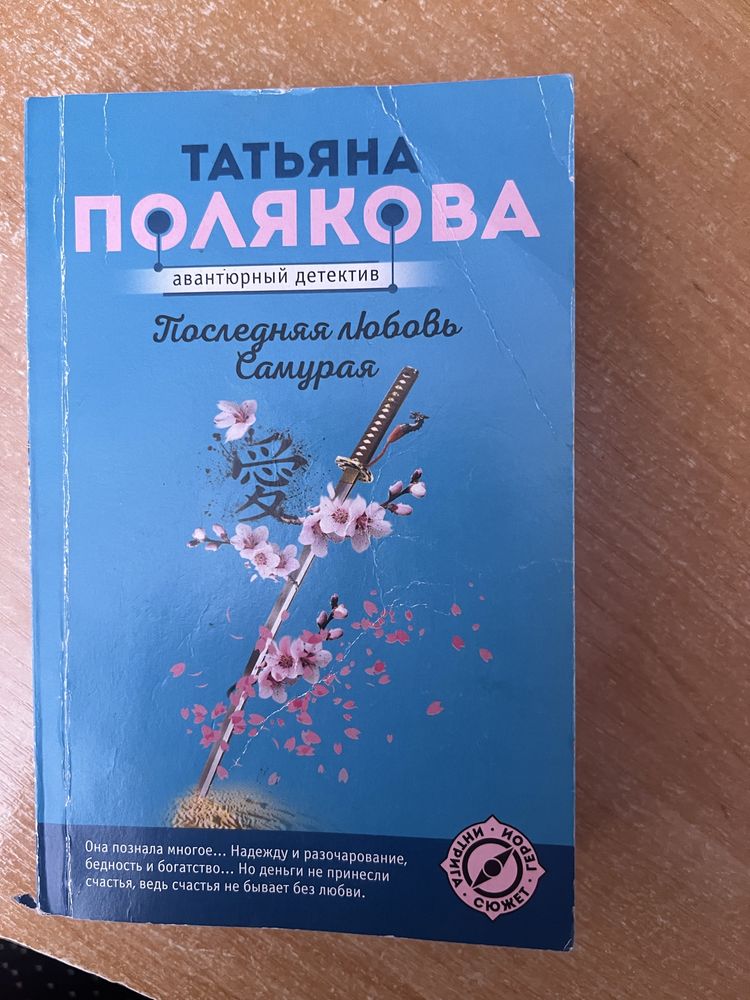 ТАТЬЯНА
ПОЛЯКОВА
авантюрный детектив
Последняя любовь
Самурая
愛
Она познала многое... Надежду и разочарование,
бедность и богатство... Но деньги не принесли
счастья, ведь счастья не бывает без любви.
ИНТРИГА · ГЕРОИ · СЮЖЕТ ·